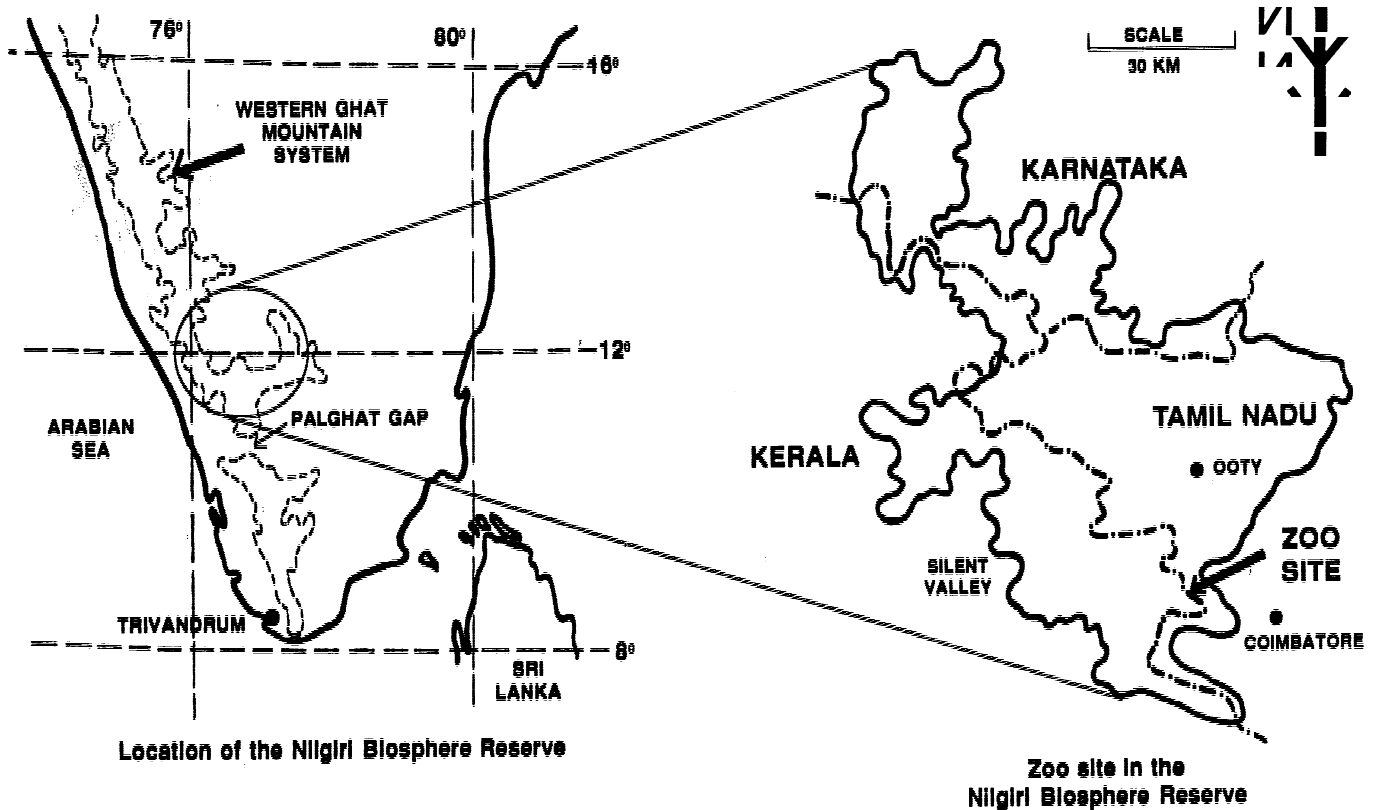 76°
80°
16°
WESTERN GHAT
MOUNTAIN
SYSTEM
12°
ARABIAN
SEA
PALGHAT GAP
TRIVANDRUM
8°
SRI
LANKA
Location of the Nilgiri Biosphere Reserve
SCALE
30 KM
KARNATAKA
TAMIL NADU
OOTY
KERALA
ZOO
SITE
SILENT
VALLEY
COIMBATORE
Zoo site in the
Nilgiri Biosphere Reserve